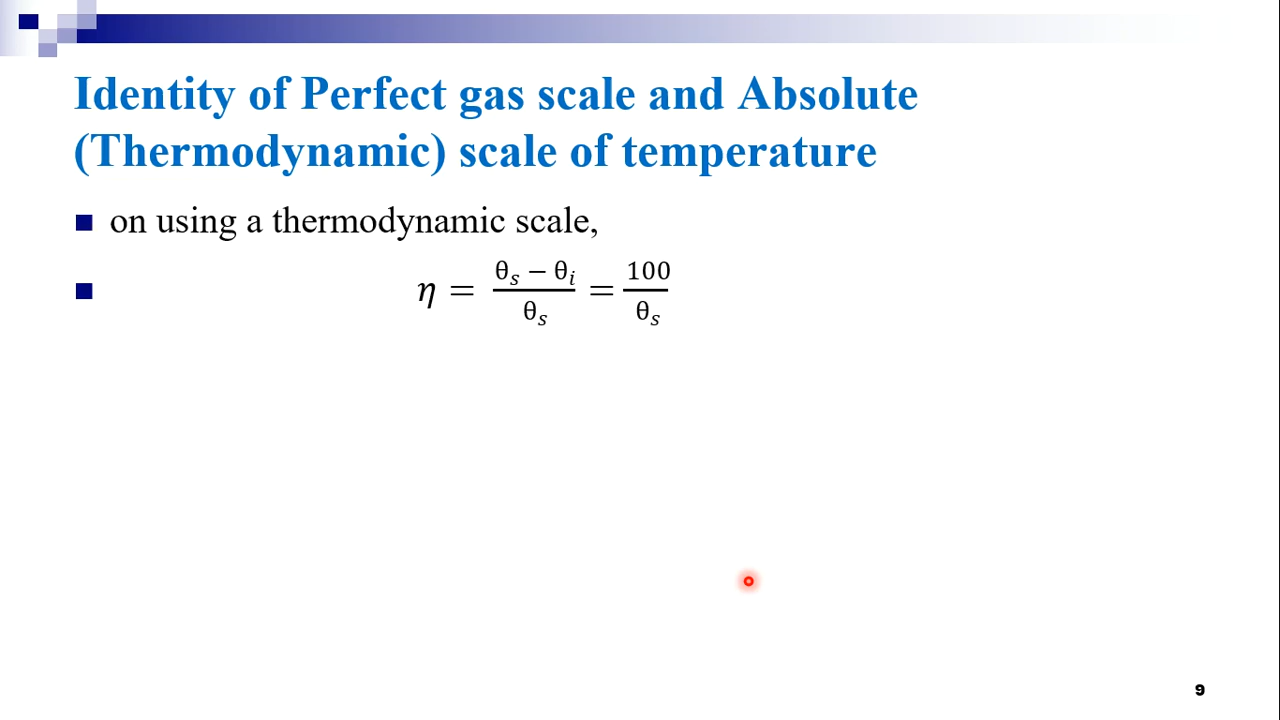 Identity of Perfect gas scale and Absolute
(Thermodynamic) scale of temperature
on using a thermodynamic scale,
η = (θₛ − θᵢ)/θₛ = 100/θₛ
9